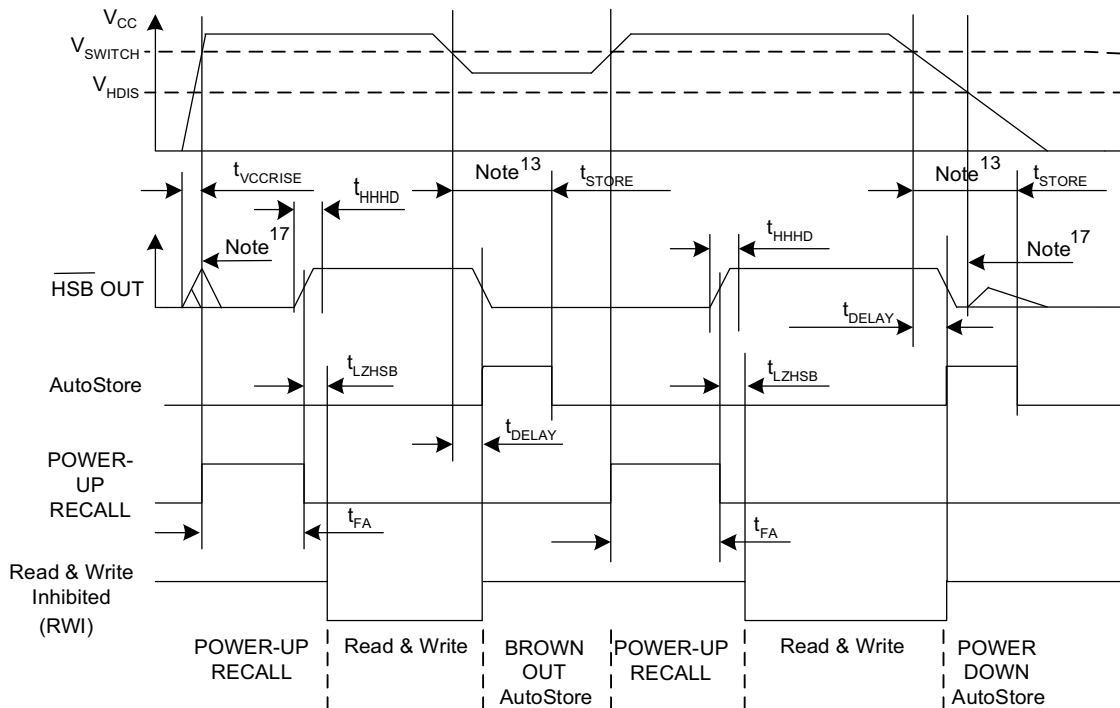 VCC
VSWITCH
VHDIS
tVCCRISE
tHHHD
Note13
tSTORE
Note13
tSTORE
Note17
tHHHD
Note17
HSB OUT
tDELAY
AutoStore
tLZHSB
tLZHSB
tDELAY
POWER-
UP
RECALL
tFA
tFA
Read & Write
Inhibited
(RWI)
POWER-UP
RECALL
Read & Write
BROWN
OUT
AutoStore
POWER-UP
RECALL
Read & Write
POWER
DOWN
AutoStore